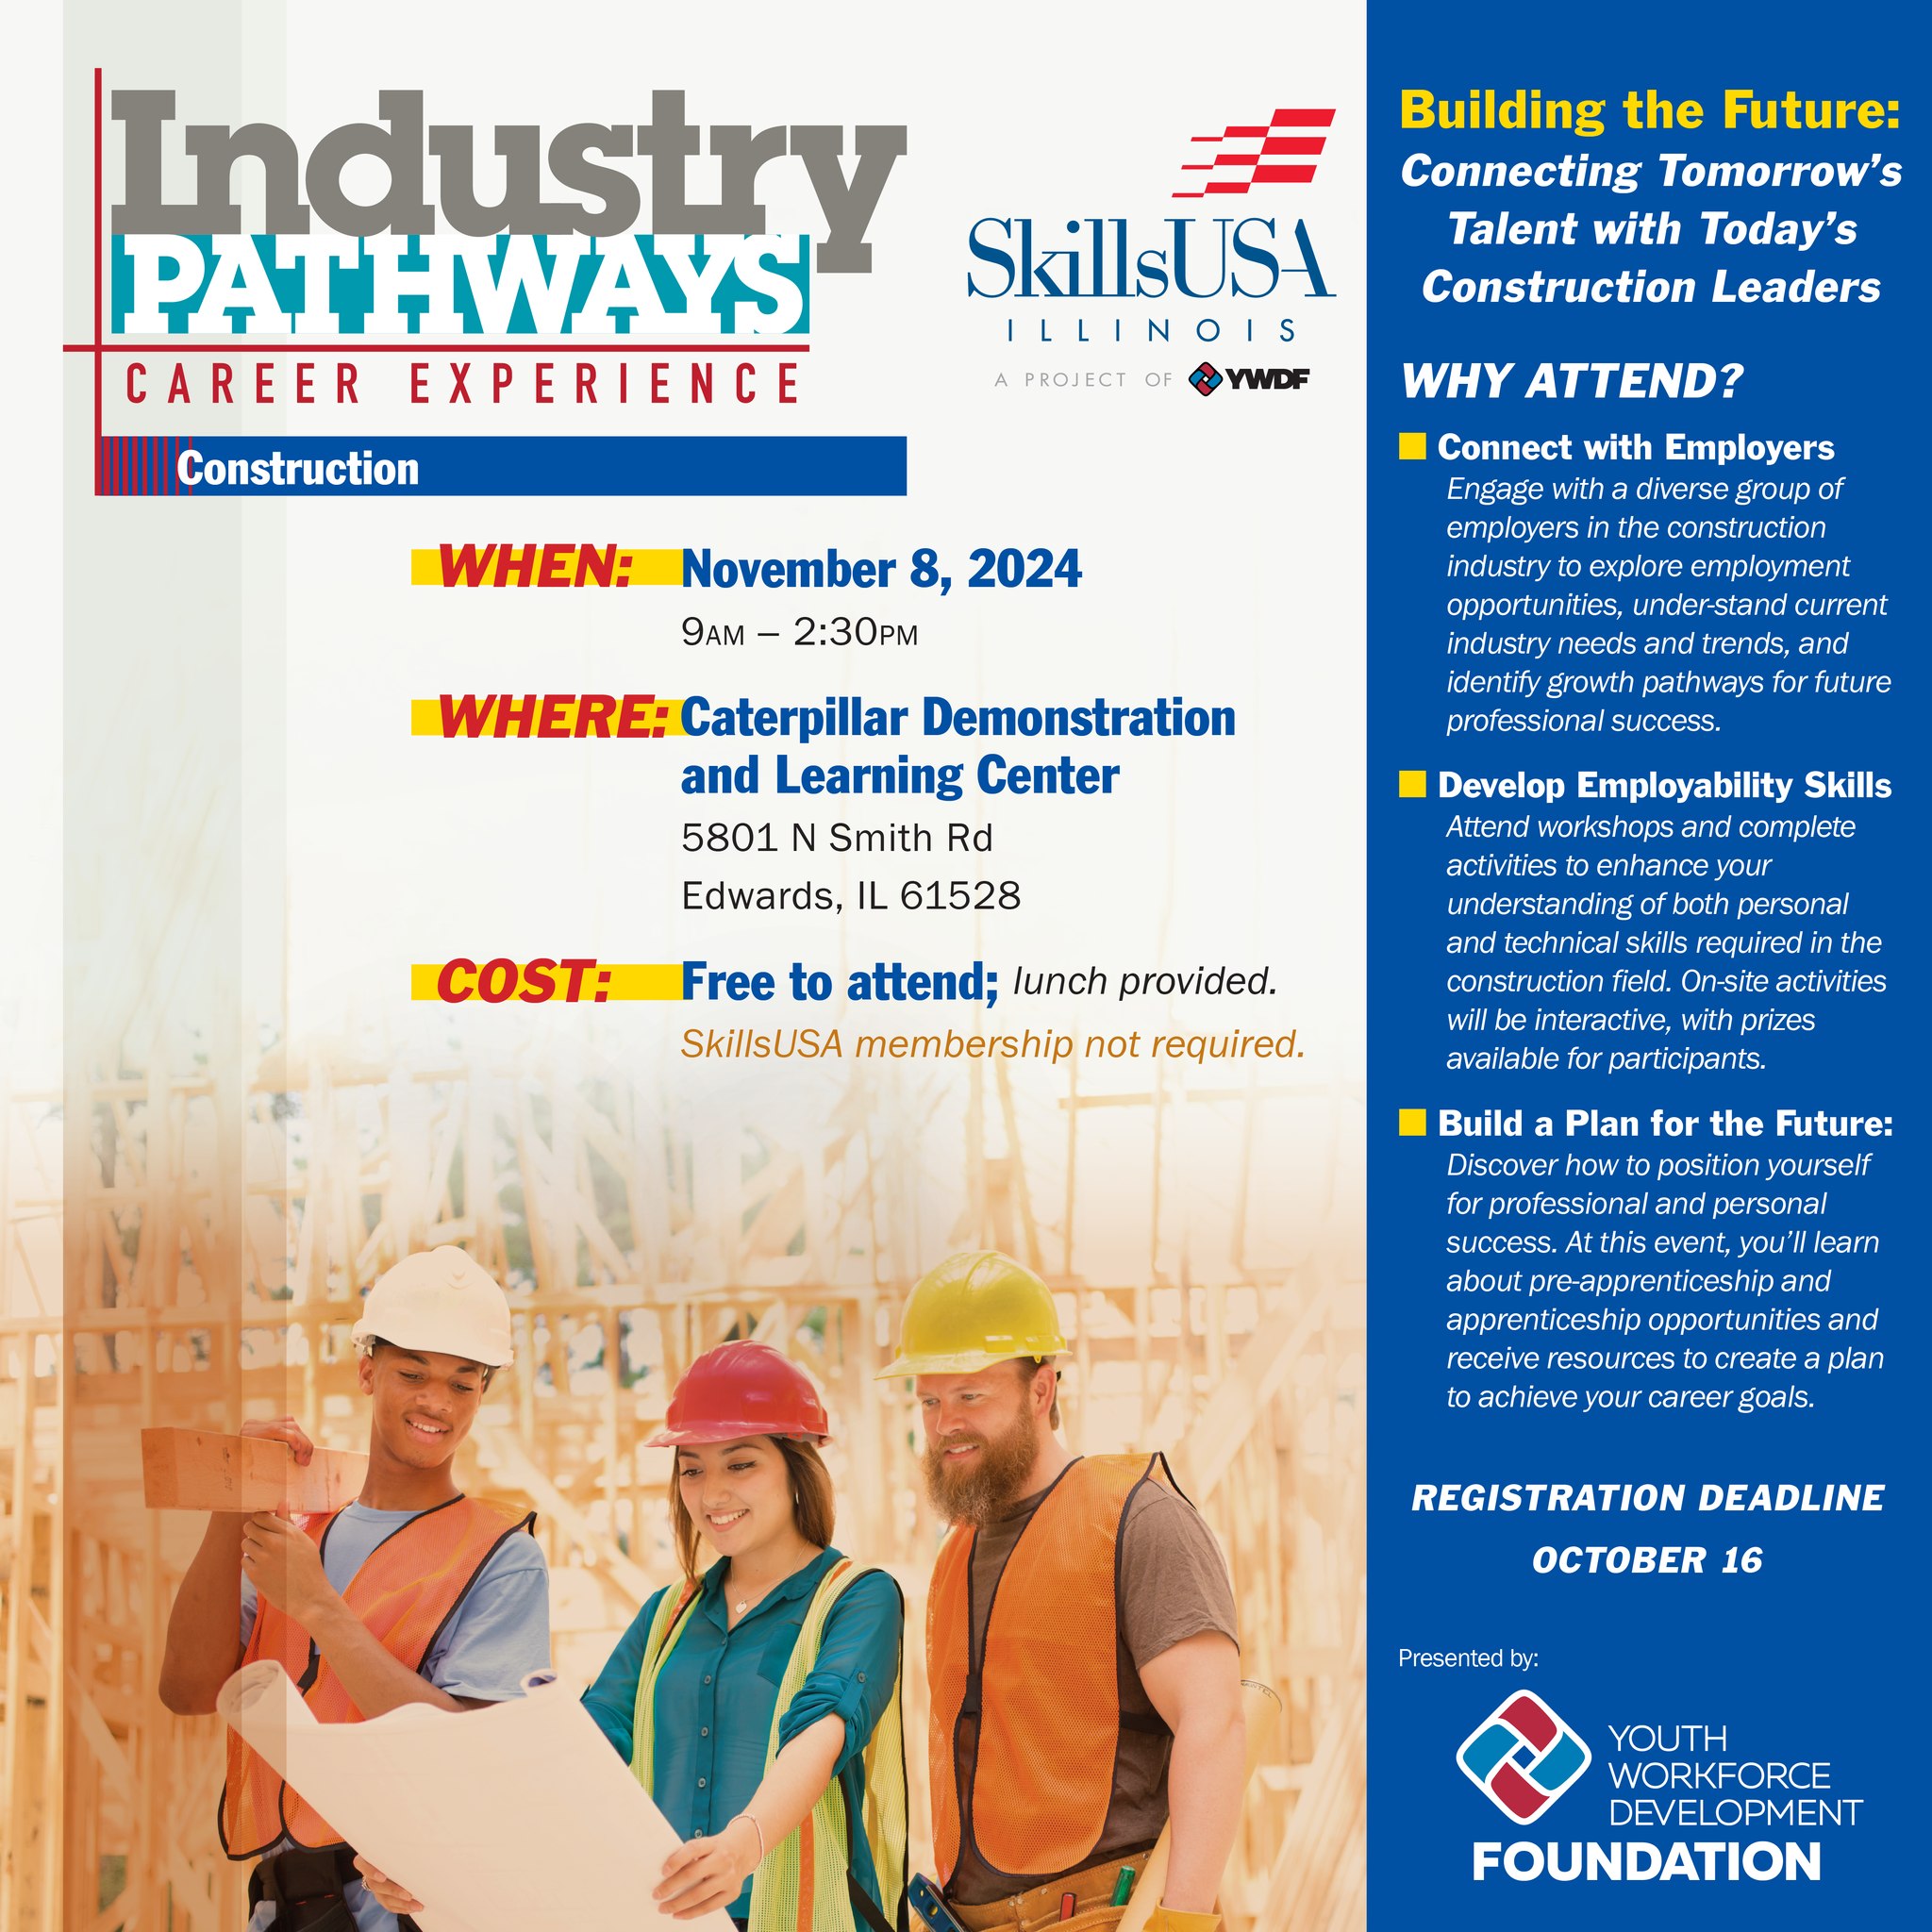 Industry
PATHWAYS
CAREER EXPERIENCE
Construction
SkillsUSA
ILLINOIS
A PROJECT OF YWDF
WHEN: November 8, 2024
9AM – 2:30PM
WHERE: Caterpillar Demonstration
and Learning Center
5801 N Smith Rd
Edwards, IL 61528
COST: Free to attend; lunch provided.
SkillsUSA membership not required.
Building the Future:
Connecting Tomorrow's
Talent with Today's
Construction Leaders
WHY ATTEND?
Connect with Employers
Engage with a diverse group of
employers in the construction
industry to explore employment
opportunities, under-stand current
industry needs and trends, and
identify growth pathways for future
professional success.
Develop Employability Skills
Attend workshops and complete
activities to enhance your
understanding of both personal
and technical skills required in the
construction field. On-site activities
will be interactive, with prizes
available for participants.
Build a Plan for the Future:
Discover how to position yourself
for professional and personal
success. At this event, you'll learn
about pre-apprenticeship and
apprenticeship opportunities and
receive resources to create a plan
to achieve your career goals.
REGISTRATION DEADLINE
OCTOBER 16
Presented by:
YOUTH
WORKFORCE
DEVELOPMENT
FOUNDATION